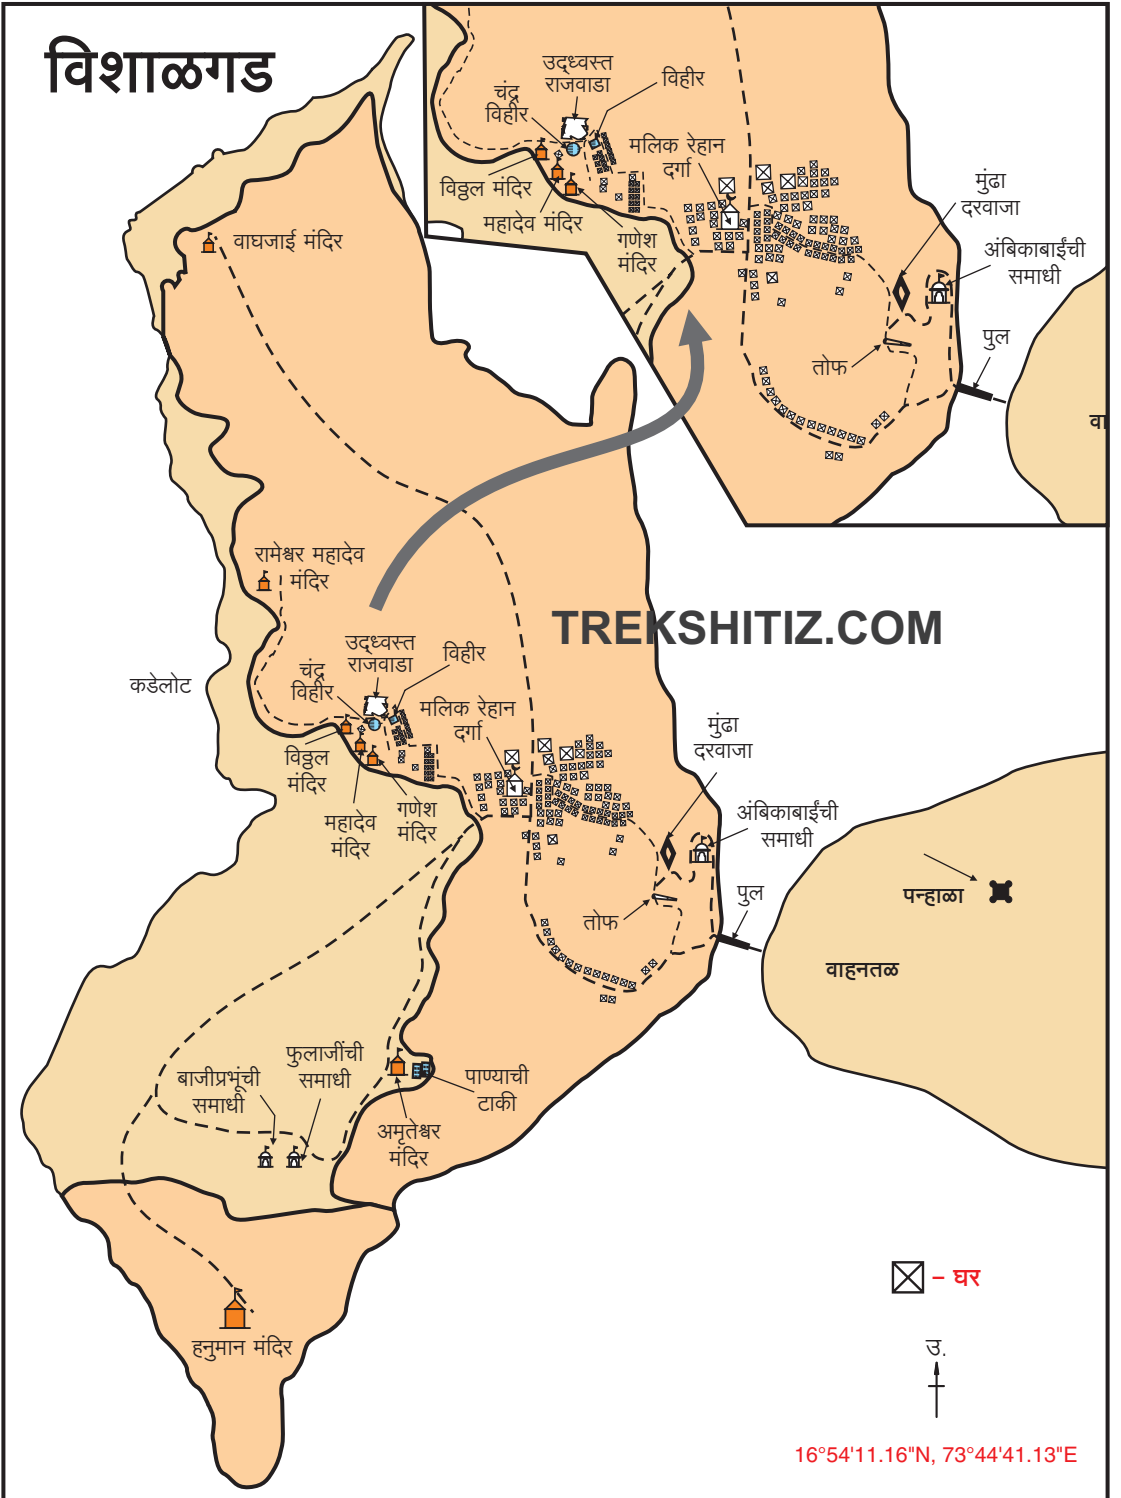 विशाळगड
उद्ध्वस्त
राजवाडा
विहीर
चंद्र
विहीर
मलिक रेहान
दर्गा
विठ्ठल मंदिर
महादेव मंदिर
गणेश
मंदिर
मुंढा
दरवाजा
अंबिकाबाईंची
समाधी
पुल
तोफ
वा
वाघजाई मंदिर
रामेश्वर महादेव
मंदिर
TREKSHITIZ.COM
कडेलोट
उद्ध्वस्त
राजवाडा
विहीर
चंद्र
विहीर
मलिक रेहान
दर्गा
विठ्ठल
मंदिर
महादेव
मंदिर
गणेश
मंदिर
मुंढा
दरवाजा
अंबिकाबाईंची
समाधी
पुल
तोफ
पन्हाळा
वाहनतळ
फुलाजींची
समाधी
बाजीप्रभूंची
समाधी
पाण्याची
टाकी
अमृतेश्वर
मंदिर
हनुमान मंदिर
– घर
उ.
16°54'11.16"N, 73°44'41.13"E